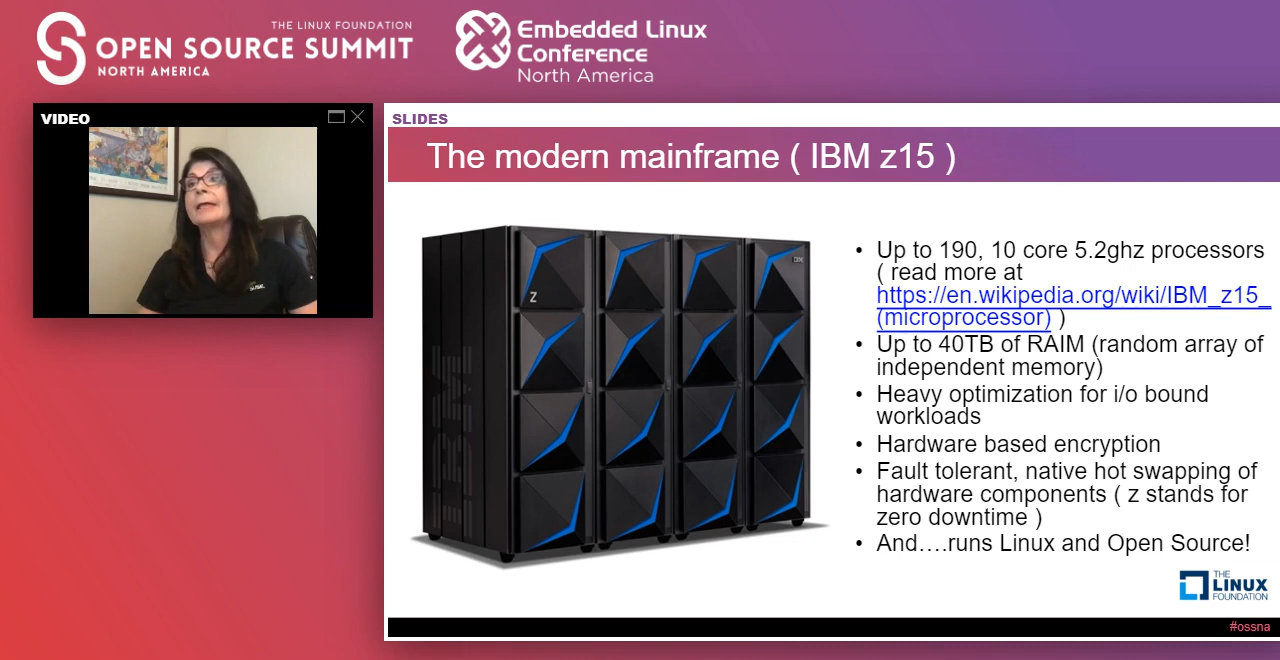 THE LINUX FOUNDATION
OPEN SOURCE SUMMIT
NORTH AMERICA
Embedded Linux
Conference
North America
VIDEO
SLIDES
The modern mainframe ( IBM z15 )
• Up to 190, 10 core 5.2ghz processors
( read more at
https://en.wikipedia.org/wiki/IBM_z15_
(microprocessor) )
• Up to 40TB of RAIM (random array of
independent memory)
• Heavy optimization for i/o bound
workloads
• Hardware based encryption
• Fault tolerant, native hot swapping of
hardware components ( z stands for
zero downtime )
• And….runs Linux and Open Source!
Z
IBM
IBM
THE
LINUX
FOUNDATION
#ossna